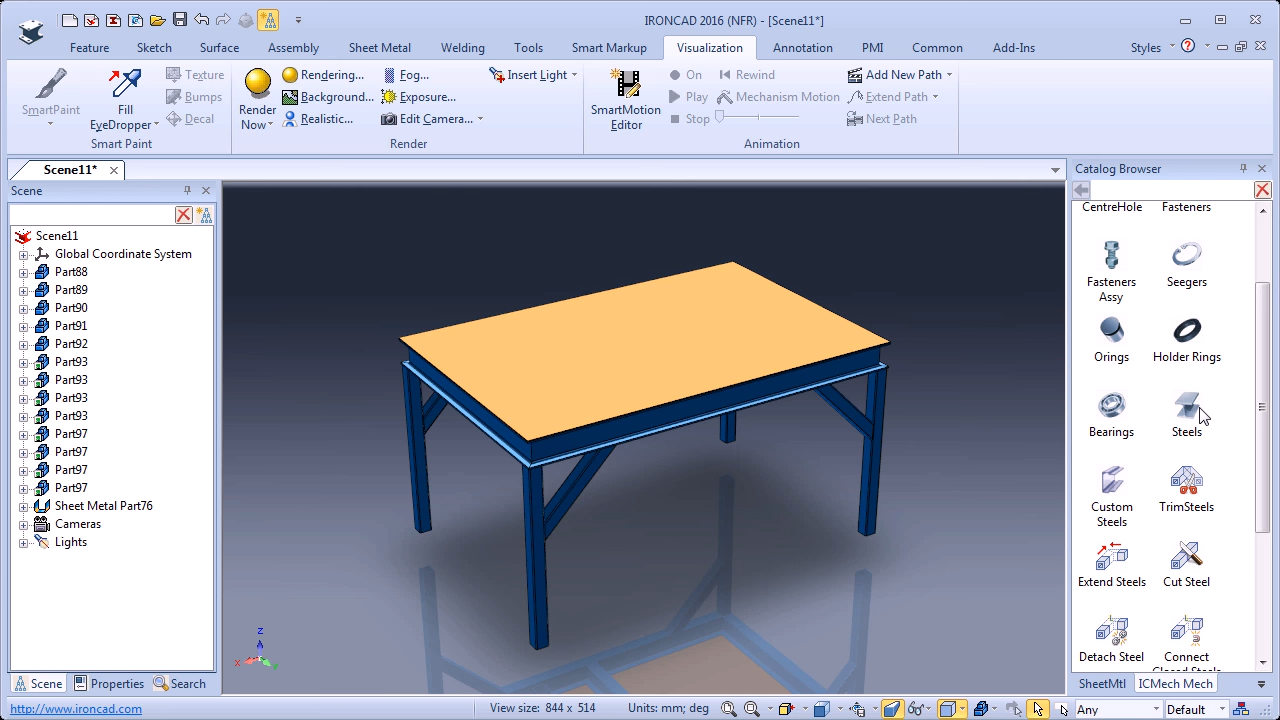 IRONCAD 2016 (NFR) - [Scene11*]
Feature Sketch Surface Assembly Sheet Metal Welding Tools Smart Markup Visualization Annotation PMI Common Add-Ins Styles
SmartPaint
Fill
EyeDropper
Texture
Bumps
Decal
Smart Paint
Render
Now
Rendering...
Background...
Realistic...
Fog...
Exposure...
Edit Camera...
Insert Light
Render
SmartMotion
Editor
On
Play
Stop
Rewind
Mechanism Motion
Add New Path
Extend Path
Next Path
Animation
Scene11*
Scene
Scene11
Global Coordinate System
Part88
Part89
Part90
Part91
Part92
Part93
Part93
Part93
Part93
Part97
Part97
Part97
Part97
Sheet Metal Part76
Cameras
Lights
Scene Properties Search
Z
X
Y
Catalog Browser
CentreHole Fasteners
Fasteners
Assy
Seegers
Orings Holder Rings
Bearings Steels
Custom
Steels
TrimSteels
Extend Steels Cut Steel
Detach Steel Connect
Closed Steels
SheetMtl ICMech Mech
http://www.ironcad.com View size: 844 x 514 Units: mm; deg Any Default